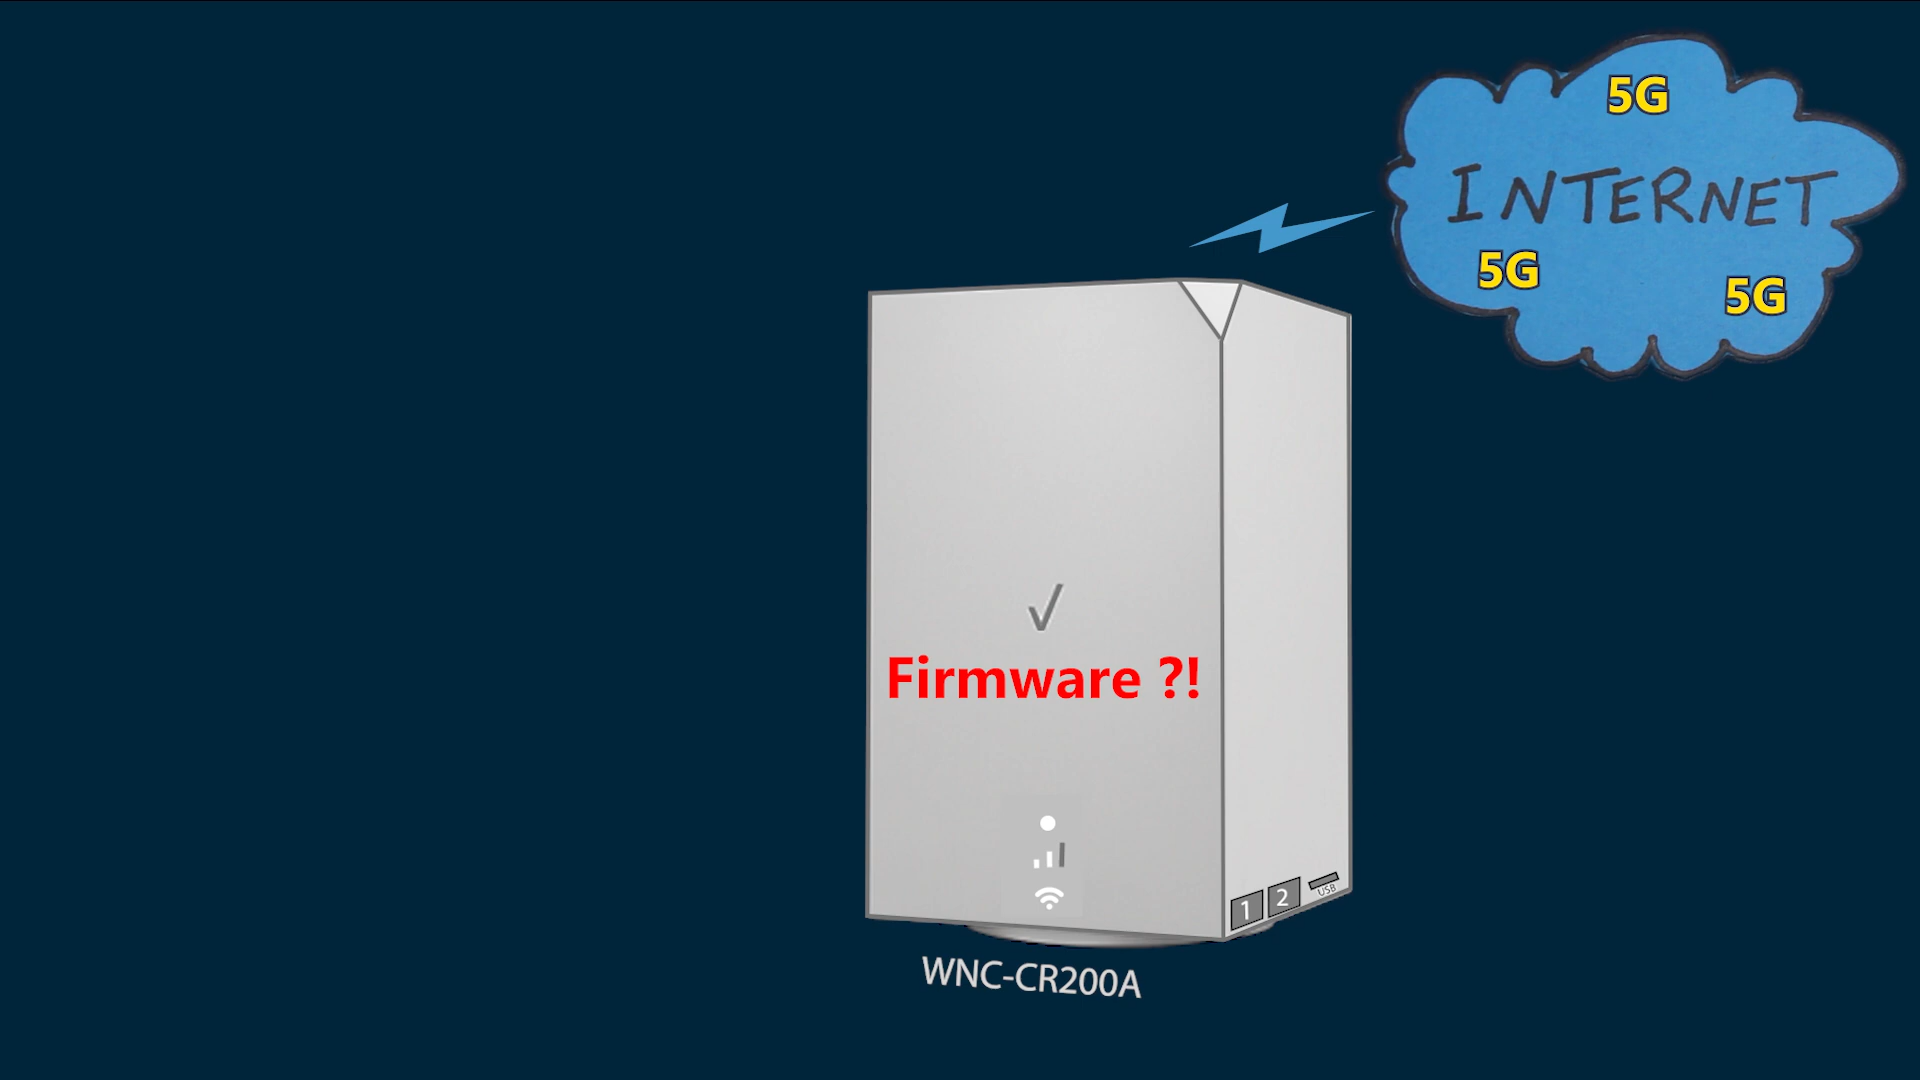 5G
INTERNET
5G
5G
Firmware ?!
1
2
USB
WNC-CR200A